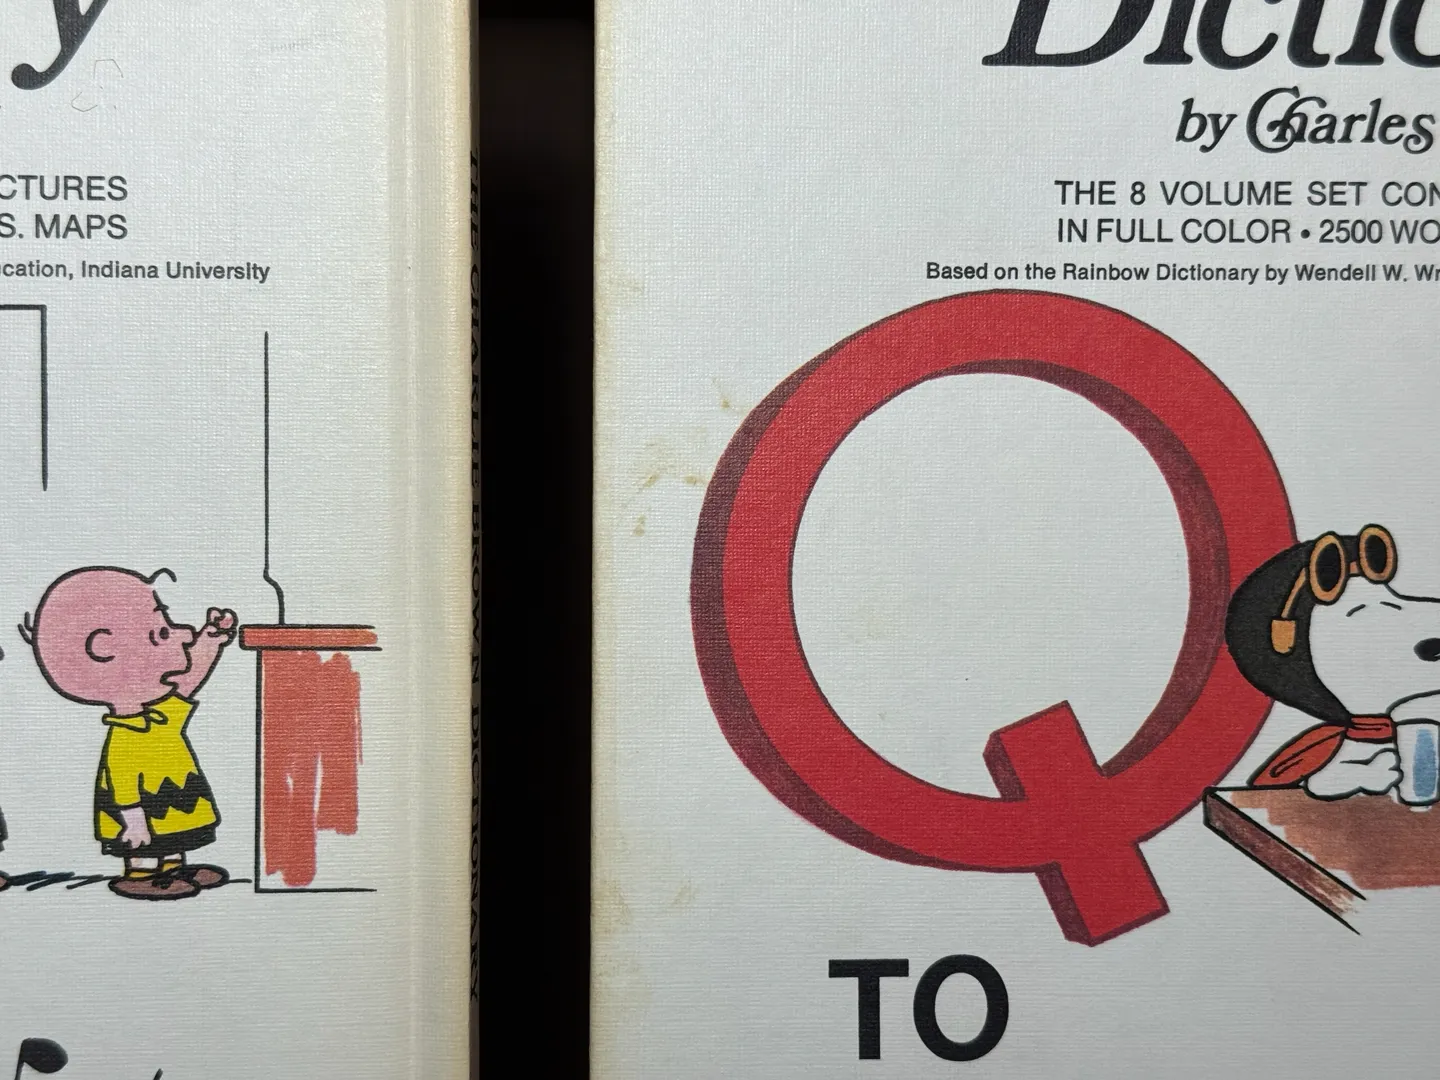 y
CTURES
S. MAPS
cation, Indiana University
THE CHARLIE BROWN DICTIONARY
Dictio
by Charles
THE 8 VOLUME SET CON
IN FULL COLOR • 2500 WO
Based on the Rainbow Dictionary by Wendell W. Wr
Q
TO